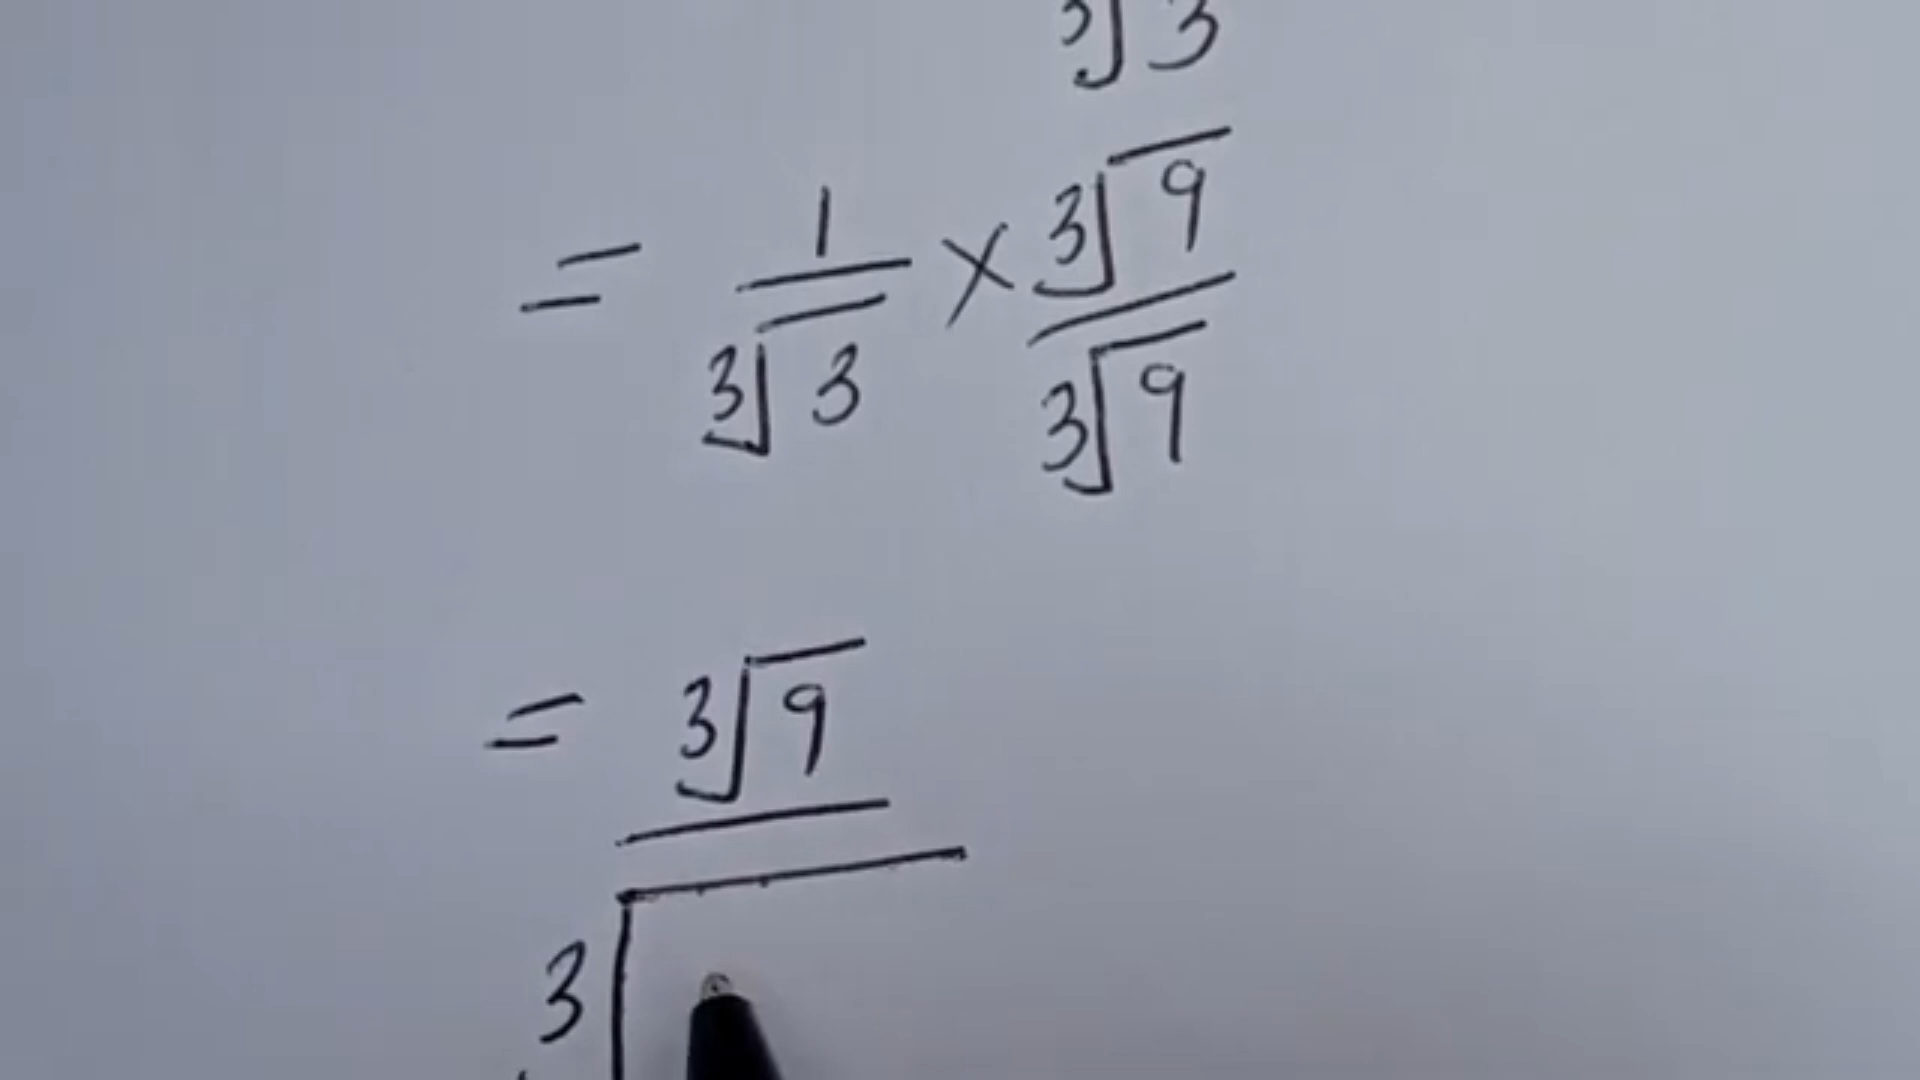 ∛3
= 1/∛3 × ∛9/∛9
= ∛9
∛